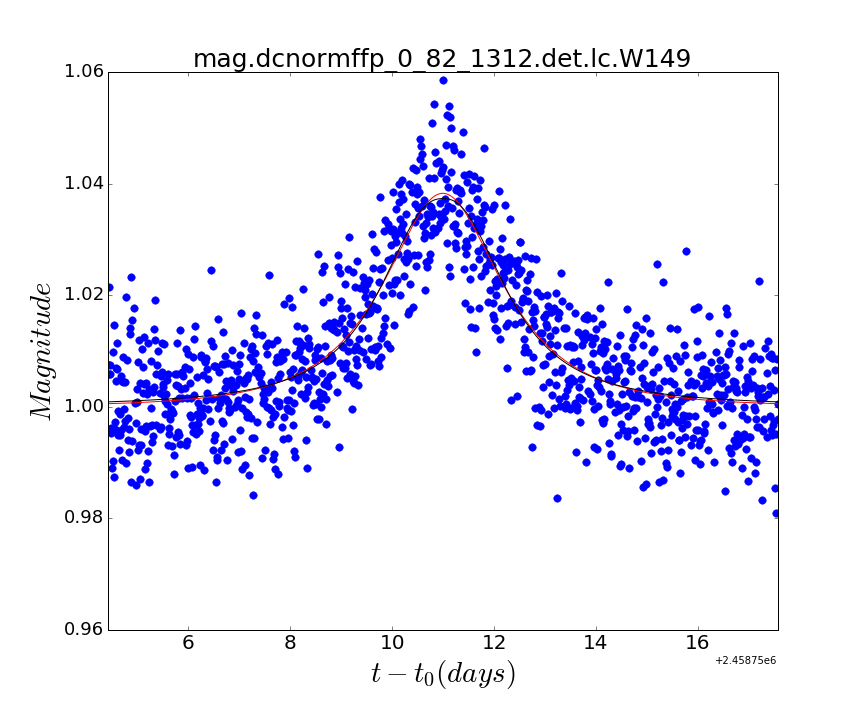 mag.dcnormffp_0_82_1312.det.lc.W149
1.06
1.04
1.02
1.00
0.98
0.96
Magnitude
6 8 10 12 14 16
+2.45875e6
t − t₀(days)